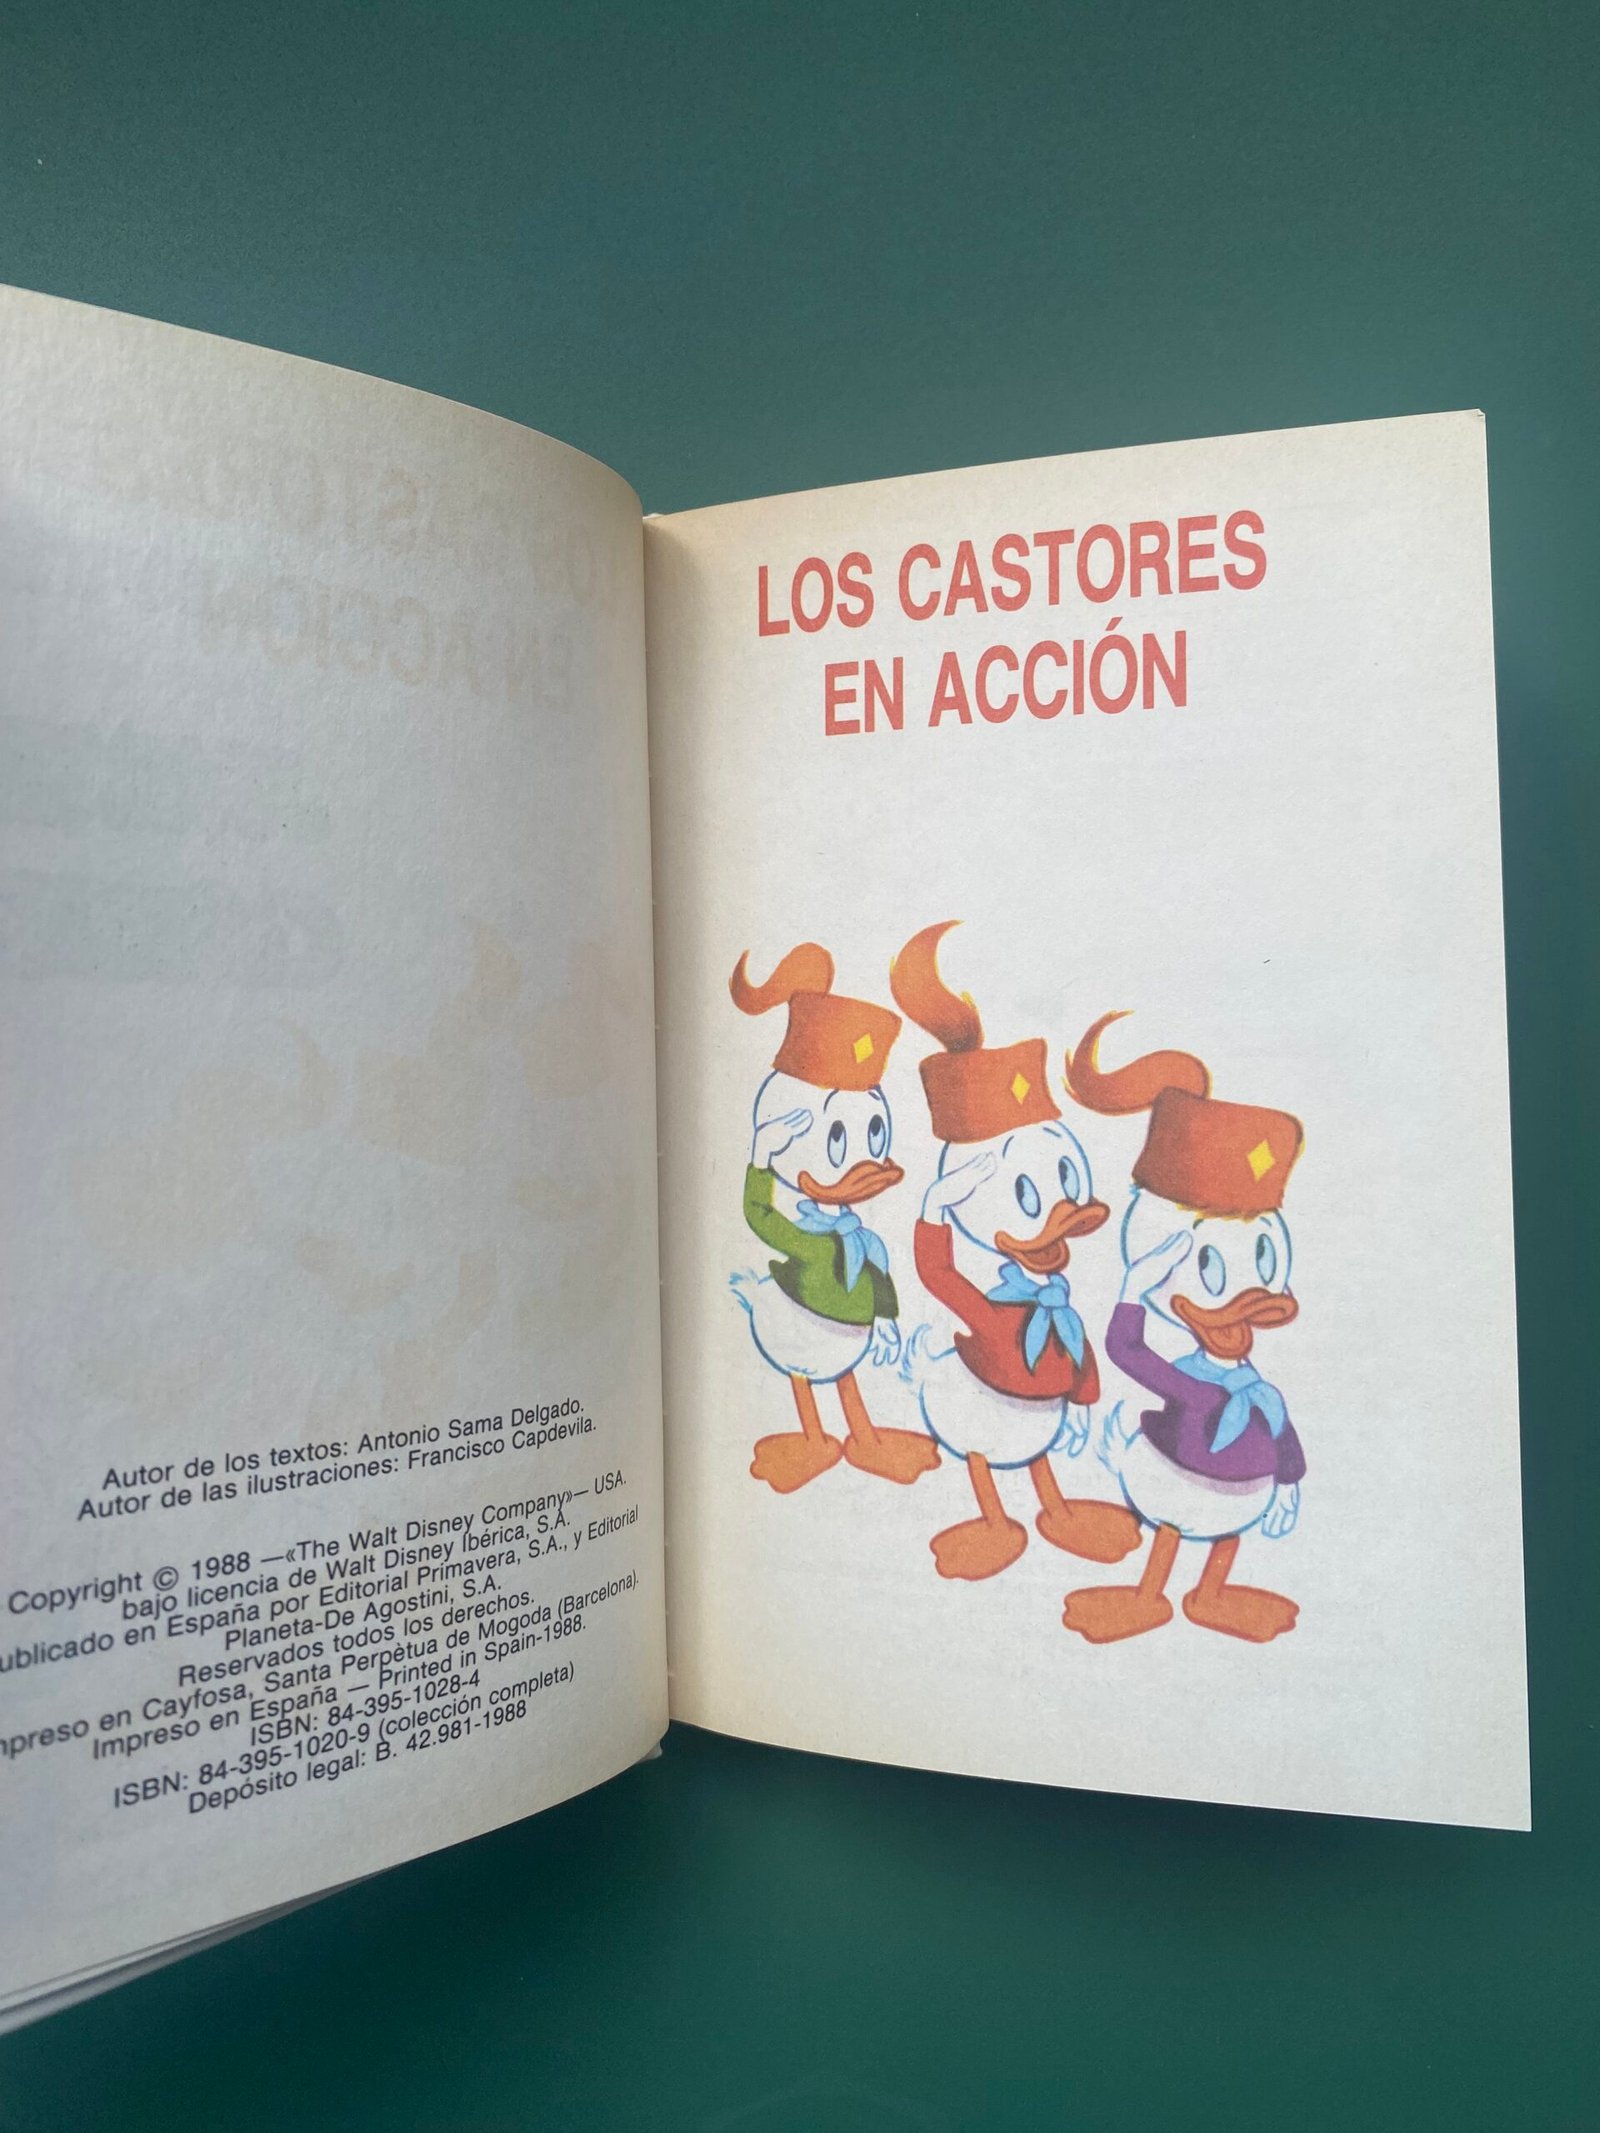 Autor de los textos: Antonio Sama Delgado.
Autor de las ilustraciones: Francisco Capdevila.
Copyright © 1988 —«The Walt Disney Company»— USA.
bajo licencia de Walt Disney Ibérica, S.A.
ublicado en España por Editorial Primavera, S.A., y Editorial
Planeta-De Agostini, S.A.
Reservados todos los derechos.
mpreso en Cayfosa, Santa Perpètua de Mogoda (Barcelona).
Impreso en España — Printed in Spain-1988.
ISBN: 84-395-1028-4
ISBN: 84-395-1020-9 (colección completa)
Depósito legal: B. 42.981-1988
LOS CASTORES
EN ACCIÓN